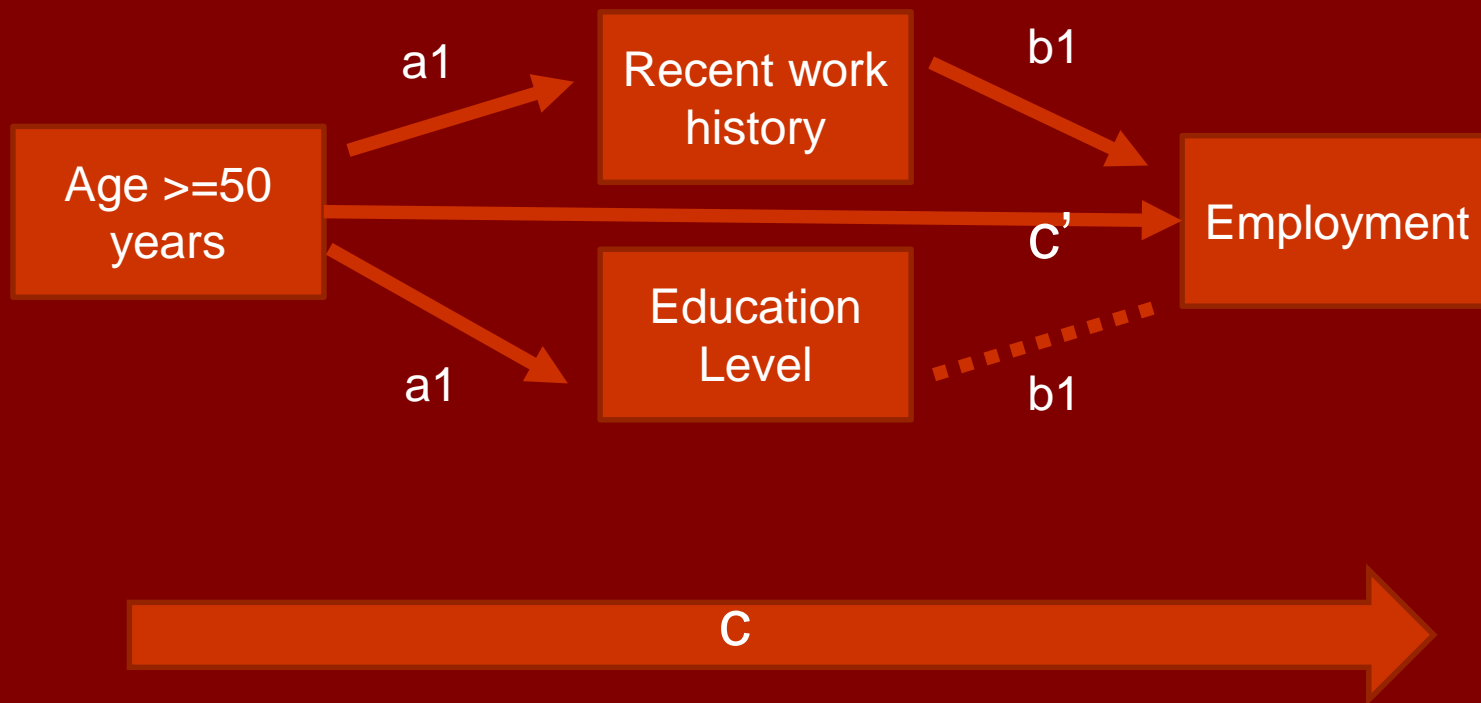 a1
Recent work
history
b1
Age >=50
years
c’
Employment
Education
Level
a1
b1
c